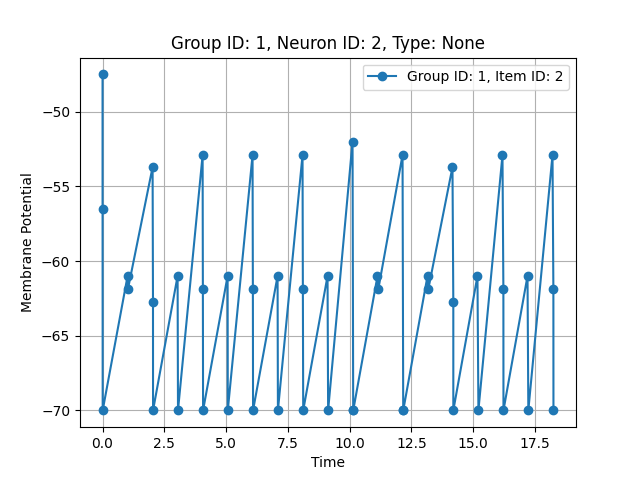 Group ID: 1, Neuron ID: 2, Type: None
Group ID: 1, Item ID: 2
Membrane Potential
−50
−55
−60
−65
−70
0.0 2.5 5.0 7.5 10.0 12.5 15.0 17.5
Time